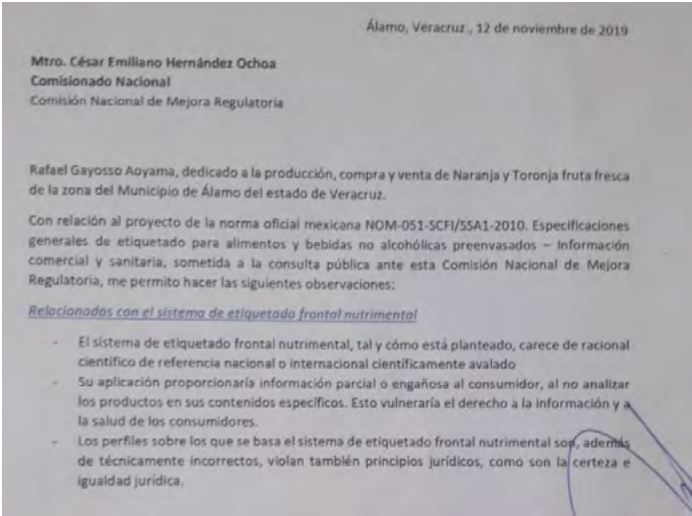 Álamo, Veracruz , 12 de noviembre de 2019
Mtro. César Emiliano Hernández Ochoa
Comisionado Nacional
Comisión Nacional de Mejora Regulatoria
Rafael Gayosso Aoyama, dedicado a la producción, compra y venta de Naranja y Toronja fruta fresca
de la zona del Municipio de Álamo del estado de Veracruz.
Con relación al proyecto de la norma oficial mexicana NOM-051-SCFI/SSA1-2010. Especificaciones
generales de etiquetado para alimentos y bebidas no alcohólicas preenvasados – Información
comercial y sanitaria, sometida a la consulta pública ante esta Comisión Nacional de Mejora
Regulatoria, me permito hacer las siguientes observaciones:
Relacionados con el sistema de etiquetado frontal nutrimental
- El sistema de etiquetado frontal nutrimental, tal y cómo está planteado, carece de racional
científico de referencia nacional o internacional científicamente avalado
- Su aplicación proporcionaría información parcial o engañosa al consumidor, al no analizar
los productos en sus contenidos específicos. Esto vulneraría el derecho a la información y a
la salud de los consumidores.
- Los perfiles sobre los que se basa el sistema de etiquetado frontal nutrimental son, además
de técnicamente incorrectos, violan también principios jurídicos, como son la certeza e
igualdad jurídica.